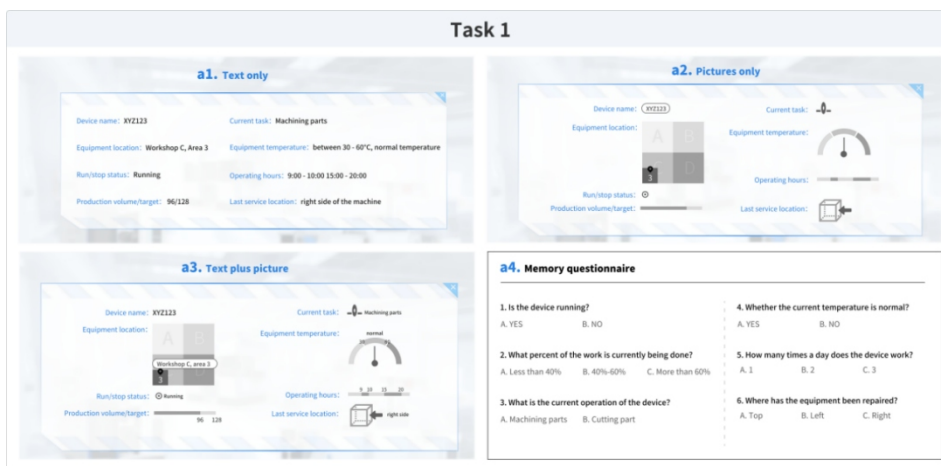 Task 1
a1. Text only
Device name: XYZ123
Current task: Machining parts
Equipment location: Workshop C, Area 3
Equipment temperature: between 30 - 60°C, normal temperature
Run/stop status: Running
Operating hours: 9:00 - 10:00 15:00 - 20:00
Production volume/target: 96/128
Last service location: right side of the machine
a2. Pictures only
Device name: XYZ123
Current task:
Equipment location:
A B
Equipment temperature:
D
3
Operating hours:
Run/stop status:
Production volume/target:
Last service location:
a3. Text plus picture
Device name: XYZ123
Current task: Machining parts
Equipment location:
A B
Equipment temperature:
normal
Workshop C, area 3
3
Run/stop status: Running
Operating hours:
9 10 15 20
Production volume/target:
96 128
Last service location: right side
a4. Memory questionnaire
1. Is the device running?
A. YES B. NO
2. What percent of the work is currently being done?
A. Less than 40% B. 40%-60% C. More than 60%
3. What is the current operation of the device?
A. Machining parts B. Cutting part
4. Whether the current temperature is normal?
A. YES B. NO
5. How many times a day does the device work?
A. 1 B. 2 C. 3
6. Where has the equipment been repaired?
A. Top B. Left C. Right